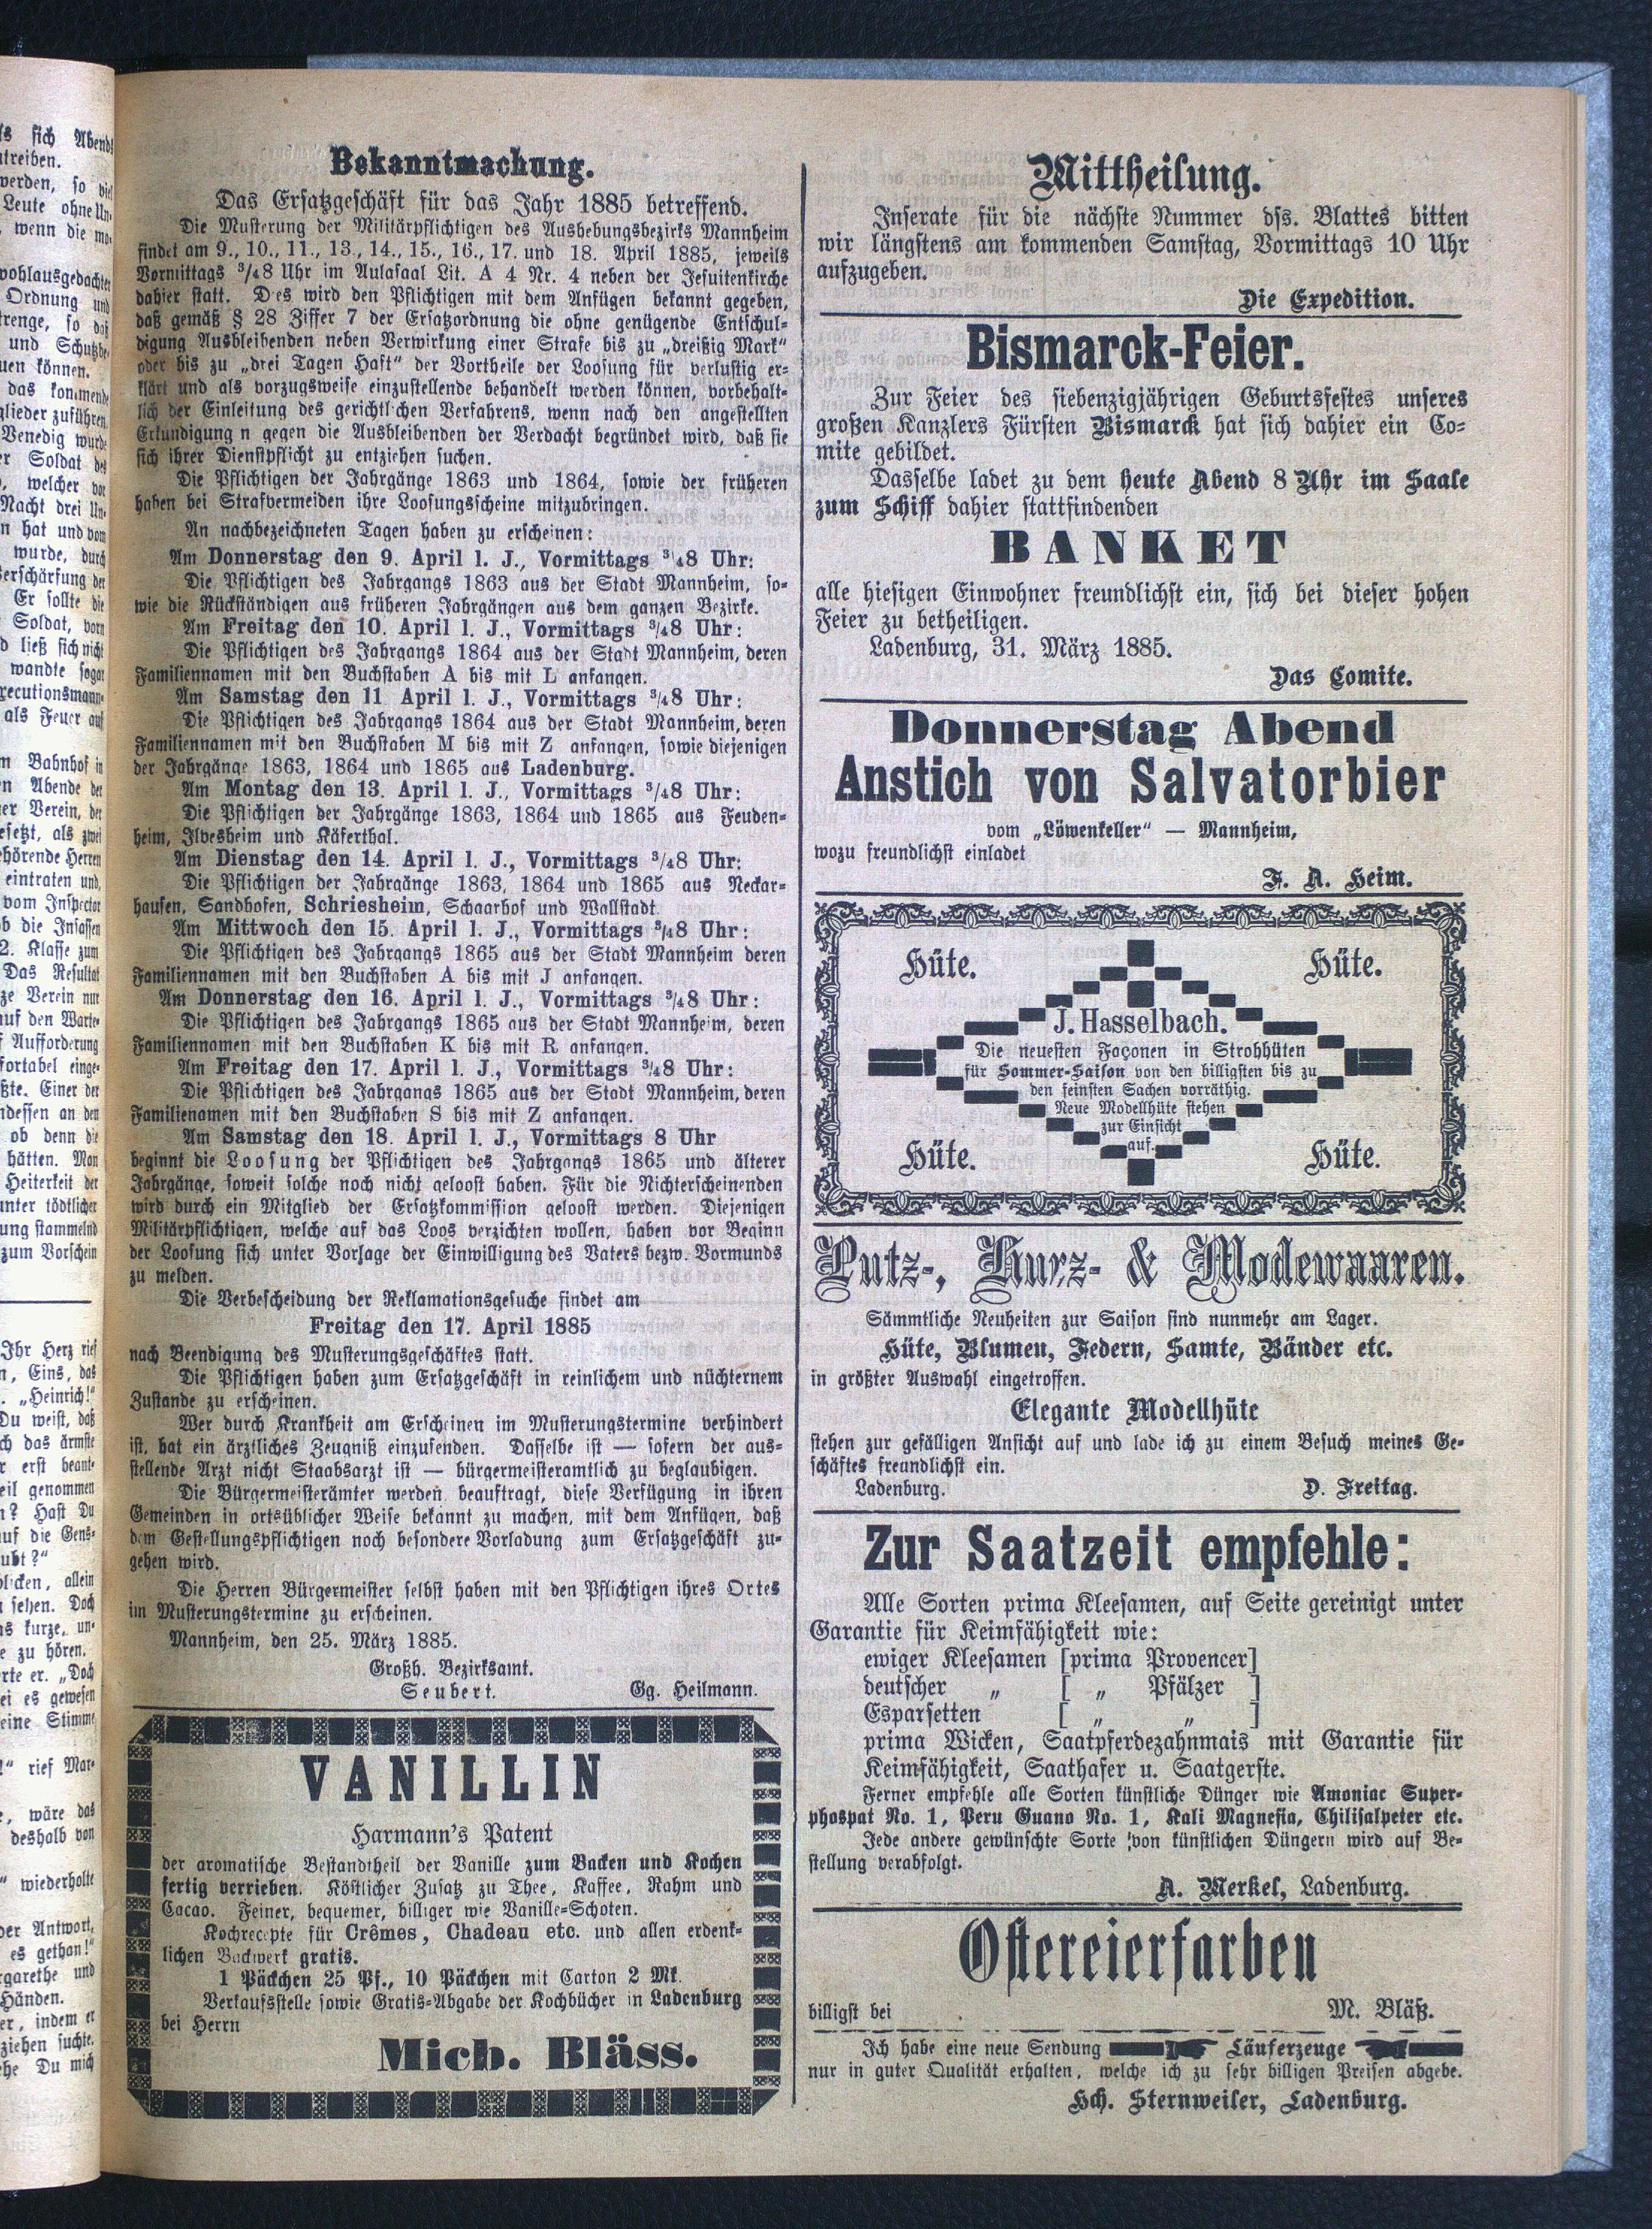 Bekanntmachung.
Das Ersatzgeschäft für das Jahr 1885 betreffend.
Die Musterung der Militärpflichtigen des Aushebungsbezirks Mannheim
findet am 9., 10., 11., 13., 14., 15., 16., 17. und 18. April 1885, jeweils
Vormittags 3/48 Uhr im Aulasaal Lit. A 4 Nr. 4 neben der Jesuitenkirche
dahier statt. Dies wird den Pflichtigen mit dem Anfügen bekannt gegeben,
daß gemäß § 28 Ziffer 7 der Ersatzordnung die ohne genügende Entschul-
digung Ausbleibenden neben Verwirkung einer Strafe bis zu „dreißig Mark“
oder bis zu „drei Tagen Haft“ der Vortheile der Loosung für verlustig er-
klärt und als vorzugsweise einzustellende behandelt werden können, vorbehalt-
lich der Einleitung des gerichtlichen Verfahrens, wenn nach den angestellten
Erkundigung n gegen die Ausbleibenden der Verdacht begründet wird, daß sie
sich ihrer Dienstpflicht zu entziehen suchen.
Die Pflichtigen der Jahrgänge 1863 und 1864, sowie der früheren
haben bei Strafvermeiden ihre Loosungsscheine mitzubringen.
An nachbezeichneten Tagen haben zu erscheinen:
Am Donnerstag den 9. April l. J., Vormittags 3/48 Uhr:
Die Pflichtigen des Jahrgangs 1863 aus der Stadt Mannheim, so-
wie die Rückständigen aus früheren Jahrgängen aus dem ganzen Bezirke.
Am Freitag den 10. April l. J., Vormittags 3/48 Uhr:
Die Pflichtigen des Jahrgangs 1864 aus der Stadt Mannheim, deren
Familiennamen mit den Buchstaben A bis mit L anfangen.
Am Samstag den 11 April l. J., Vormittags 3/48 Uhr:
Die Pflichtigen des Jahrgangs 1864 aus der Stadt Mannheim, deren
Familiennamen mit den Buchstaben M bis mit Z anfangen, sowie diejenigen
der Jahrgänge 1863, 1864 und 1865 aus Ladenburg.
Am Montag den 13. April l. J., Vormittags 3/48 Uhr:
Die Pflichtigen der Jahrgänge 1863, 1864 und 1865 aus Feuden-
heim, Ilvesheim und Käferthal.
Am Dienstag den 14. April l. J., Vormittags 3/48 Uhr:
Die Pflichtigen der Jahrgänge 1863, 1864 und 1865 aus Neckar-
hausen, Sandhofen, Schriesheim, Schaarhof und Wallstadt.
Am Mittwoch den 15. April l. J., Vormittags 3/48 Uhr:
Die Pflichtigen des Jahrgangs 1865 aus der Stadt Mannheim deren
Familiennamen mit den Buchstaben A bis mit J anfangen.
Am Donnerstag den 16. April l. J., Vormittags 3/48 Uhr:
Die Pflichtigen des Jahrgangs 1865 aus der Stadt Mannheim, deren
Familiennamen mit den Buchstaben K bis mit R anfangen.
Am Freitag den 17. April l. J., Vormittags 3/48 Uhr:
Die Pflichtigen des Jahrgangs 1865 aus der Stadt Mannheim, deren
Familienamen mit den Buchstaben S bis mit Z anfangen.
Am Samstag den 18. April l. J., Vormittags 8 Uhr
beginnt die Loosung der Pflichtigen des Jahrgangs 1865 und älterer
Jahrgänge, soweit solche noch nicht geloost haben. Für die Nichterscheinenden
wird durch ein Mitglied der Ersatzkommission geloost werden. Diejenigen
Militärpflichtigen, welche auf das Loos verzichten wollen, haben vor Beginn
der Loosung sich unter Vorlage der Einwilligung des Vaters bezw. Vormunds
zu melden.
Die Verbescheidung der Reklamationsgesuche findet am
Freitag den 17. April 1885
nach Beendigung des Musterungsgeschäftes statt.
Die Pflichtigen haben zum Ersatzgeschäft in reinlichem und nüchternem
Zustande zu erscheinen.
Wer durch Krankheit am Erscheinen im Musterungstermine verhindert
ist, hat ein ärztliches Zeugniß einzusenden. Dasselbe ist — sofern der aus-
stellende Arzt nicht Staabsarzt ist — bürgermeisteramtlich zu beglaubigen.
Die Bürgermeisterämter werden beauftragt, diese Verfügung in ihren
Gemeinden in ortsüblicher Weise bekannt zu machen, mit dem Anfügen, daß
dem Gestellungspflichtigen noch besondere Vorladung zum Ersatzgeschäft zu-
gehen wird.
Die Herren Bürgermeister selbst haben mit den Pflichtigen ihres Ortes
im Musterungstermine zu erscheinen.
Mannheim, den 25. März 1885.
Großh. Bezirksamt.
Seubert. Gg. Heilmann.
VANILLIN
Harmann's Patent
der aromatische Bestandtheil der Vanille zum Backen und Kochen
fertig verrieben. Köstlicher Zusatz zu Thee, Kaffee, Rahm und
Cacao. Feiner, bequemer, billiger wie Vanille-Schoten.
Kochrecepte für Crêmes, Chadeau etc. und allen erdenk-
lichen Backwerk gratis.
1 Päckchen 25 Pf., 10 Päckchen mit Carton 2 Mk.
Verkaufsstelle sowie Gratis-Abgabe der Kochbücher in Ladenburg
bei Herrn
Mich. Bläss.
Mittheilung.
Inserate für die nächste Nummer dss. Blattes bitten
wir längstens am kommenden Samstag, Vormittags 10 Uhr
aufzugeben.
Die Expedition.
Bismarck-Feier.
Zur Feier des siebenzigjährigen Geburtsfestes unseres
großen Kanzlers Fürsten Bismarck hat sich dahier ein Co-
mite gebildet.
Dasselbe ladet zu dem heute Abend 8 Uhr im Saale
zum Schiff dahier stattfindenden
BANKET
alle hiesigen Einwohner freundlichst ein, sich bei dieser hohen
Feier zu betheiligen.
Ladenburg, 31. März 1885.
Das Comite.
Donnerstag Abend
Anstich von Salvatorbier
vom „Löwenkeller“ — Mannheim,
wozu freundlichst einladet
F. A. Heim.
Hüte. Hüte.
J. Hasselbach.
Die neuesten Façonen in Strohhüten
für Sommer-Saison von den billigsten bis zu
den feinsten Sachen vorräthig.
Neue Modellhüte stehen
zur Einsicht
auf.
Hüte. Hüte.
Putz-, Kurz- & Modewaaren.
Sämmtliche Neuheiten zur Saison sind nunmehr am Lager.
Hüte, Blumen, Federn, Samte, Bänder etc.
in größter Auswahl eingetroffen.
Elegante Modellhüte
stehen zur gefälligen Ansicht auf und lade ich zu einem Besuch meines Ge-
schäftes freundlichst ein.
Ladenburg. D. Freitag.
Zur Saatzeit empfehle:
Alle Sorten prima Kleesamen, auf Seite gereinigt unter
Garantie für Keimfähigkeit wie:
ewiger Kleesamen [prima Provencer]
deutscher „ [ „ Pfälzer ]
Esparsetten [ „ „ ]
prima Wicken, Saatpferdezahnmais mit Garantie für
Keimfähigkeit, Saathafer u. Saatgerste.
Ferner empfehle alle Sorten künstliche Dünger wie Amoniac Super-
phospat No. 1, Peru Guano No. 1, Kali Magnesia, Chilisalpeter etc.
Jede andere gewünschte Sorte von künstlichen Düngern wird auf Be-
stellung verabfolgt.
A. Merkel, Ladenburg.
Ostereierfarben
billigst bei M. Bläß.
Ich habe eine neue Sendung Läuferzeuge
nur in guter Qualität erhalten, welche ich zu sehr billigen Preisen abgebe.
Hch. Sternweiler, Ladenburg.